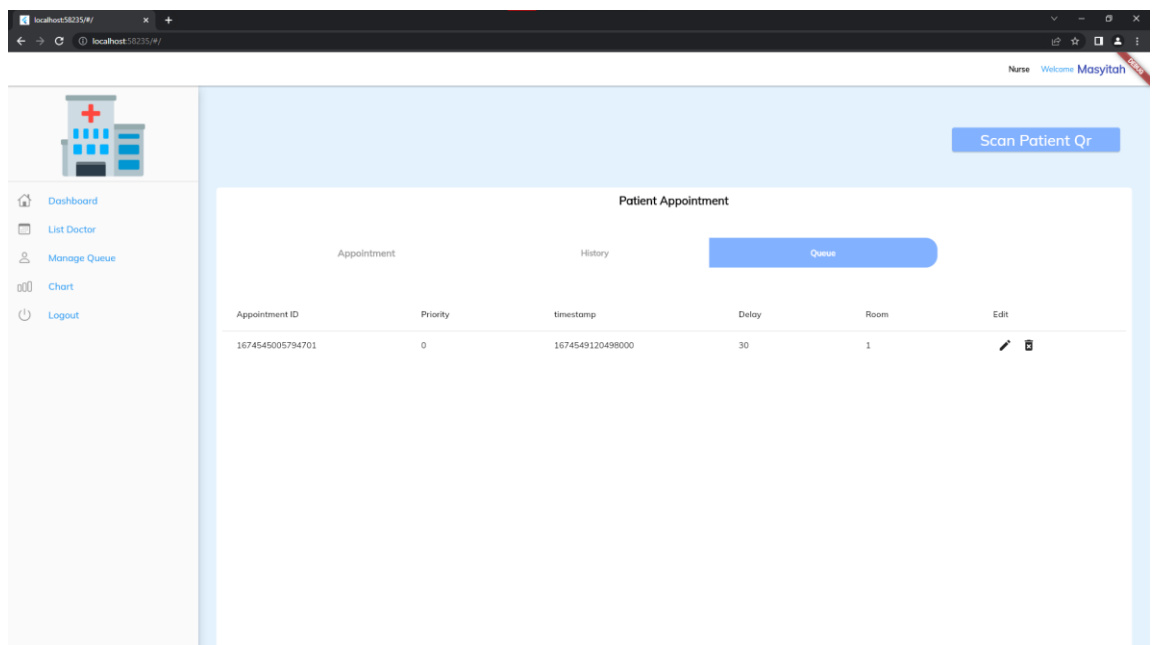 localhost:58235/#/
localhost:58235/#/
Nurse Welcome Masyitah
DEBUG
Scan Patient Qr
Dashboard
List Doctor
Manage Queue
Chart
Logout
Patient Appointment
Appointment History Queue
Appointment ID Priority timestamp Delay Room Edit
1674545005794701 0 1674549120498000 30 1